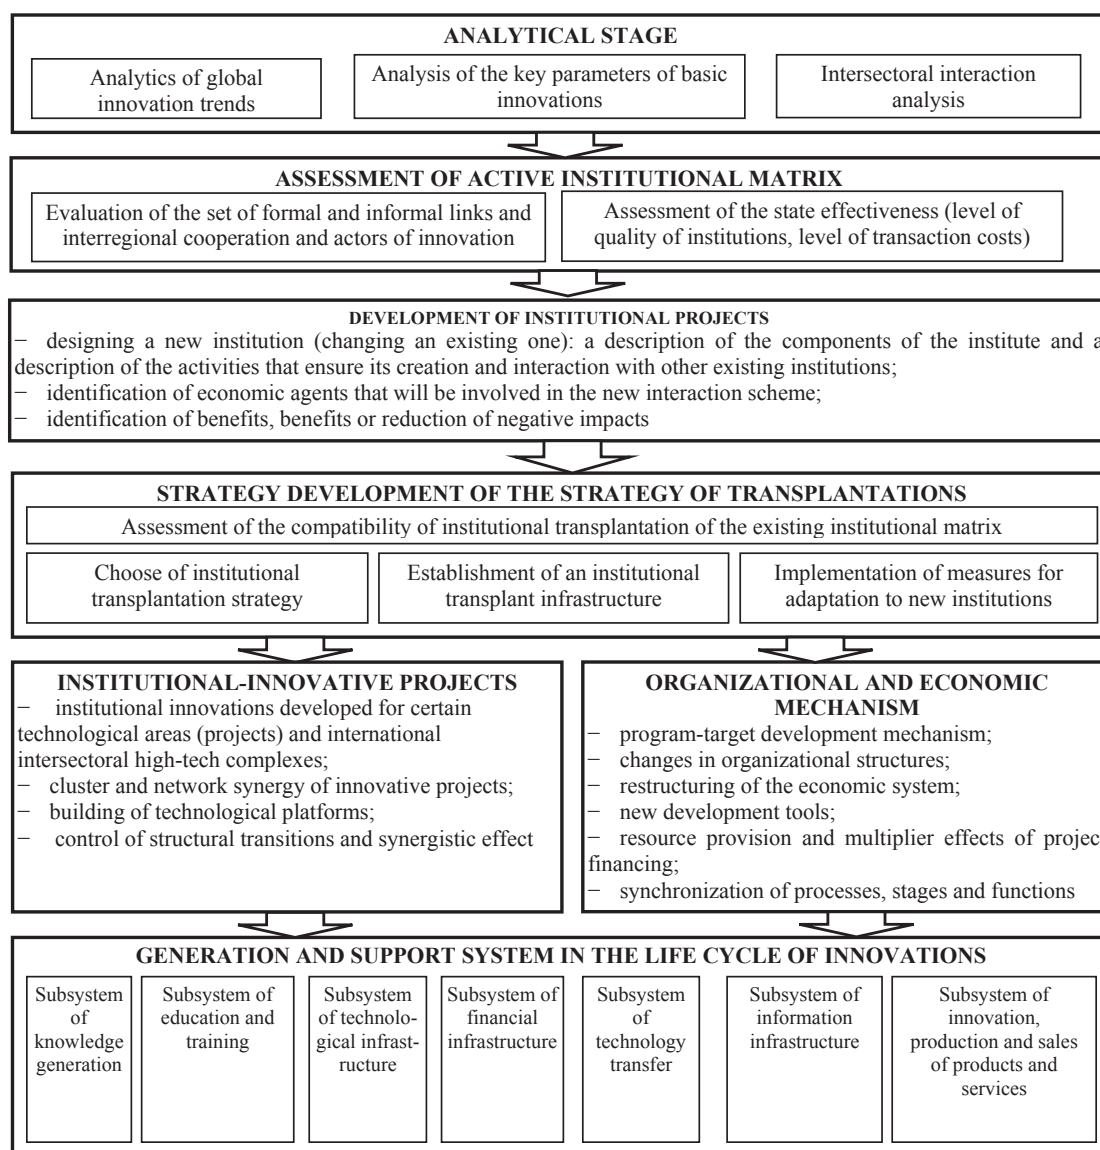 ANALYTICAL STAGE
Analytics of global
innovation trends
Analysis of the key parameters of basic
innovations
Intersectoral interaction
analysis
ASSESSMENT OF ACTIVE INSTITUTIONAL MATRIX
Evaluation of the set of formal and informal links and
interregional cooperation and actors of innovation
Assessment of the state effectiveness (level of
quality of institutions, level of transaction costs)
DEVELOPMENT OF INSTITUTIONAL PROJECTS
− designing a new institution (changing an existing one): a description of the components of the institute and a
description of the activities that ensure its creation and interaction with other existing institutions;
− identification of economic agents that will be involved in the new interaction scheme;
− identification of benefits, benefits or reduction of negative impacts
STRATEGY DEVELOPMENT OF THE STRATEGY OF TRANSPLANTATIONS
Assessment of the compatibility of institutional transplantation of the existing institutional matrix
Choose of institutional
transplantation strategy
Establishment of an institutional
transplant infrastructure
Implementation of measures for
adaptation to new institutions
INSTITUTIONAL-INNOVATIVE PROJECTS
− institutional innovations developed for certain
technological areas (projects) and international
intersectoral high-tech complexes;
− cluster and network synergy of innovative projects;
− building of technological platforms;
− control of structural transitions and synergistic effect
ORGANIZATIONAL AND ECONOMIC
MECHANISM
− program-target development mechanism;
− changes in organizational structures;
− restructuring of the economic system;
− new development tools;
− resource provision and multiplier effects of projec
financing;
− synchronization of processes, stages and functions
GENERATION AND SUPPORT SYSTEM IN THE LIFE CYCLE OF INNOVATIONS
Subsystem
of
knowledge
generation
Subsystem of
education and
training
Subsystem
of technolo-
gical infrast-
ructure
Subsystem of
financial
infrastructure
Subsystem
of
technology
transfer
Subsystem of
information
infrastructure
Subsystem of
innovation,
production and sales
of products and
services